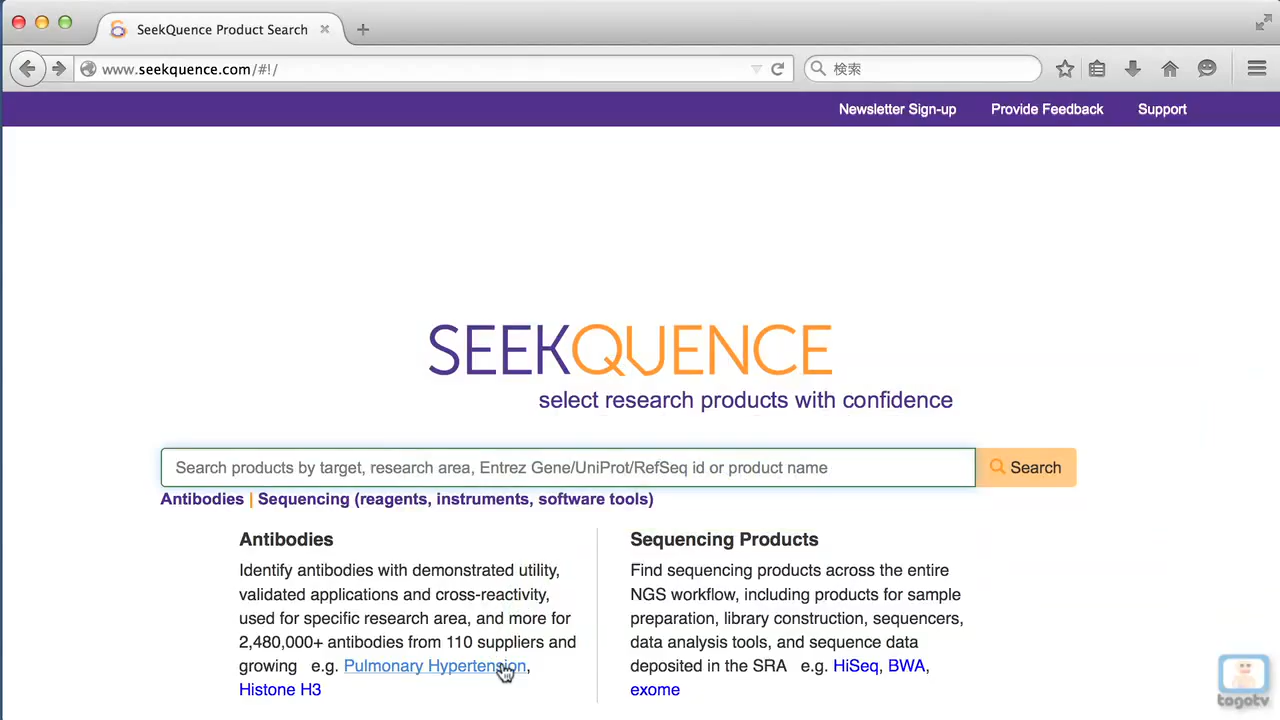 SeekQuence Product Search
www.seekquence.com/#!/
検索
Newsletter Sign-up Provide Feedback Support
SEEKQUENCE
select research products with confidence
Search products by target, research area, Entrez Gene/UniProt/RefSeq id or product name
Search
Antibodies | Sequencing (reagents, instruments, software tools)
Antibodies
Identify antibodies with demonstrated utility,
validated applications and cross-reactivity,
used for specific research area, and more for
2,480,000+ antibodies from 110 suppliers and
growing e.g. Pulmonary Hypertension,
Histone H3
Sequencing Products
Find sequencing products across the entire
NGS workflow, including products for sample
preparation, library construction, sequencers,
data analysis tools, and sequence data
deposited in the SRA e.g. HiSeq, BWA,
exome
togotv